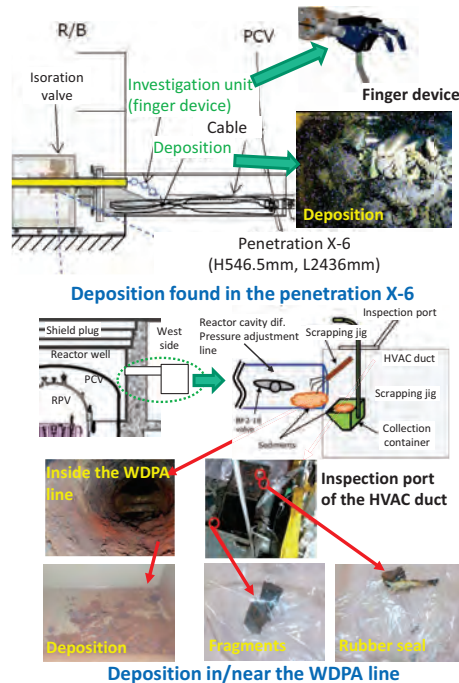 R/B
PCV
Isoration
valve
Investigation unit
(finger device)
Cable
Deposition
Finger device
Deposition
Penetration X-6
(H546.5mm, L2436mm)
Deposition found in the penetration X-6
Shield plug
Reactor well
PCV
RPV
West
side
Reactor cavity dif.
Pressure adjustment
line
Scrapping jig
Inspection port
HVAC duct
Scrapping jig
valve
Sediments
Collection
container
Inside the WDPA
line
Inspection port
of the HVAC duct
Deposition
Fragments
Rubber seal
Deposition in/near the WDPA line